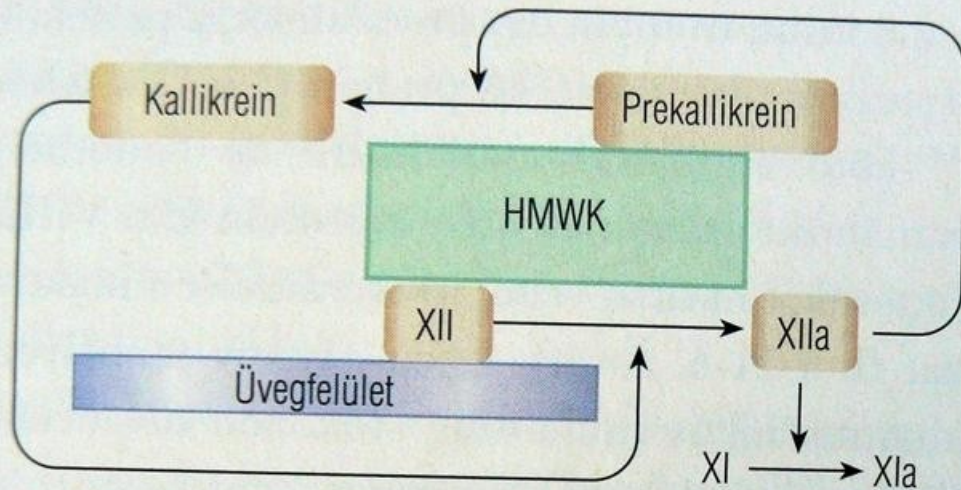 Kallikrein
Prekallikrein
HMWK
XII
XIIa
Üvegfelület
XI
XIa